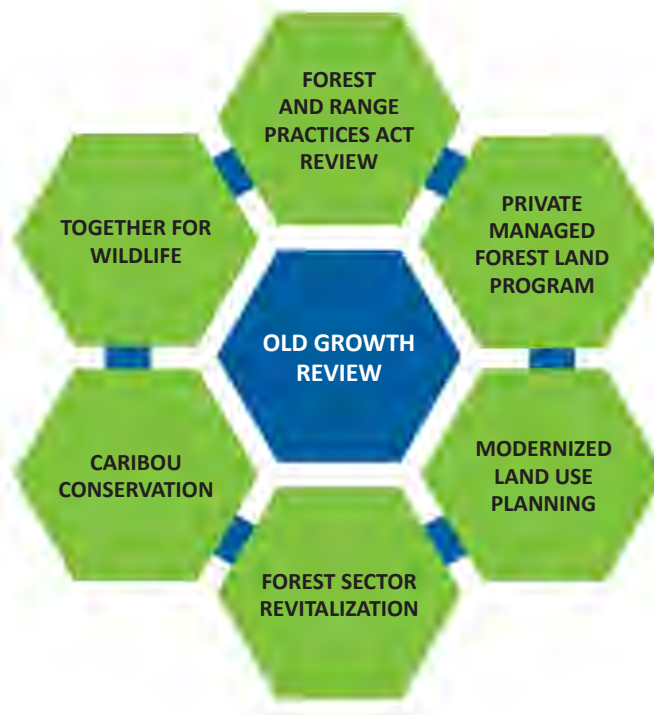 FOREST
AND RANGE
PRACTICES ACT
REVIEW
TOGETHER FOR
WILDLIFE
PRIVATE
MANAGED
FOREST LAND
PROGRAM
OLD GROWTH
REVIEW
CARIBOU
CONSERVATION
MODERNIZED
LAND USE
PLANNING
FOREST SECTOR
REVITALIZATION